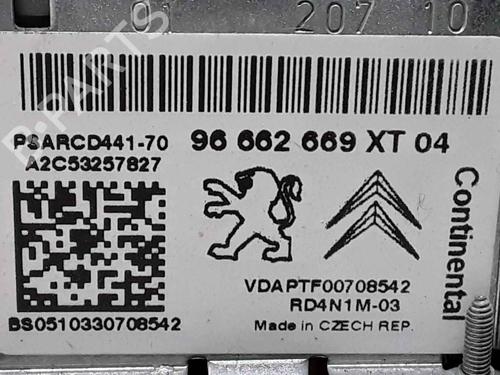 01 207 10
PSARCD441-70
96 662 669 XT 04
A2C53257827
Continental
VDAPTF00708542
RD4N1M-03
BS0510330708542
Made in CZECH REP.
B-PARTS